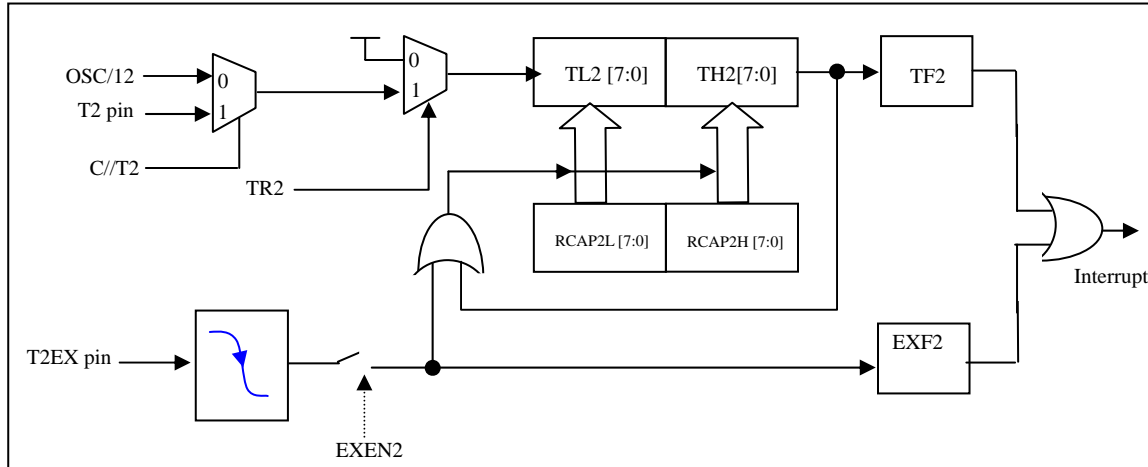 OSC/12
T2 pin
C//T2
0
1
0
1
TR2
TL2 [7:0]
TH2[7:0]
TF2
RCAP2L [7:0]
RCAP2H [7:0]
Interrupt
T2EX pin
EXEN2
EXF2